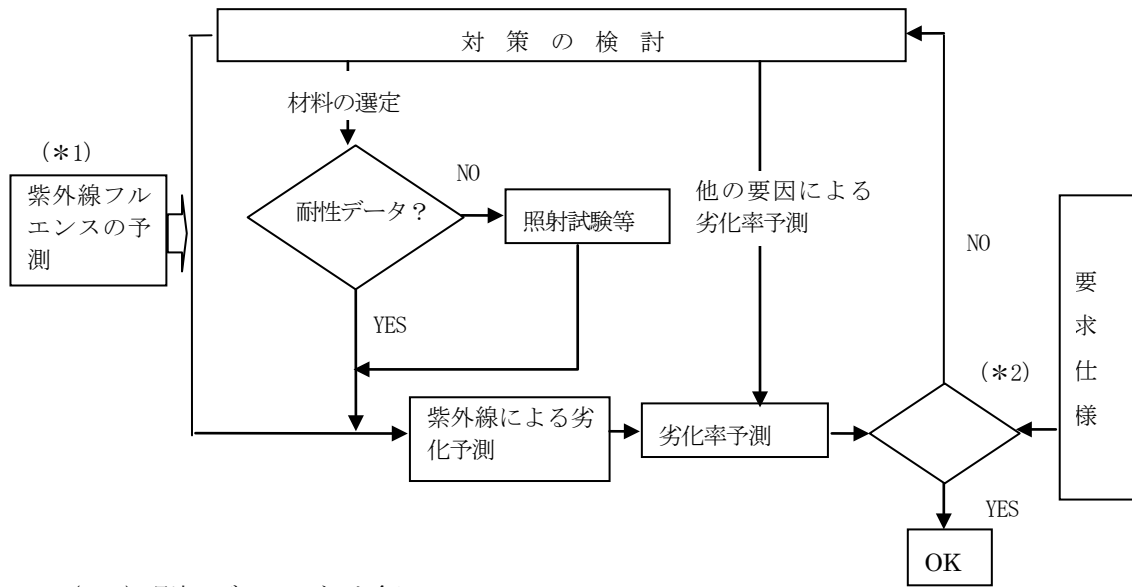 対 策 の 検 討
材料の選定
(*1)
紫外線フル
エンスの予
測
耐性データ?
NO
照射試験等
他の要因による
劣化率予測
NO
要
求
仕
様
YES
(*2)
紫外線による劣
化予測
劣化率予測
YES
OK